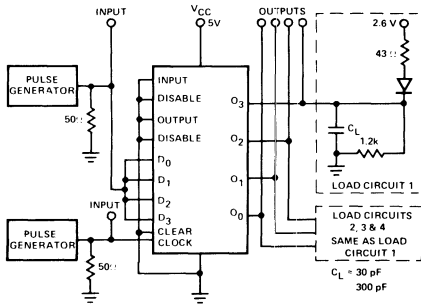 INPUT
VCC
5V
OUTPUTS
2.6 V
43 Ω
PULSE
GENERATOR
50Ω
INPUT
DISABLE
OUTPUT
DISABLE
D0
D1
D2
D3
CLEAR
CLOCK
O3
O2
O1
O0
CL
1.2k
LOAD CIRCUIT 1
INPUT
PULSE
GENERATOR
50Ω
LOAD CIRCUITS
2, 3 & 4
SAME AS LOAD
CIRCUIT 1
CL = 30 pF
300 pF